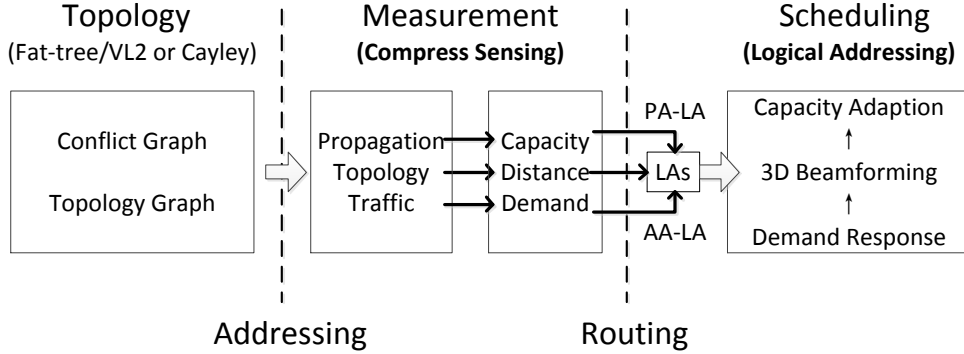 Topology
(Fat-tree/VL2 or Cayley)
Conflict Graph
Topology Graph
Measurement
(Compress Sensing)
Propagation
Topology
Traffic
Capacity
Distance
Demand
PA-LA
LAs
AA-LA
Scheduling
(Logical Addressing)
Capacity Adaption
3D Beamforming
Demand Response
Addressing
Routing